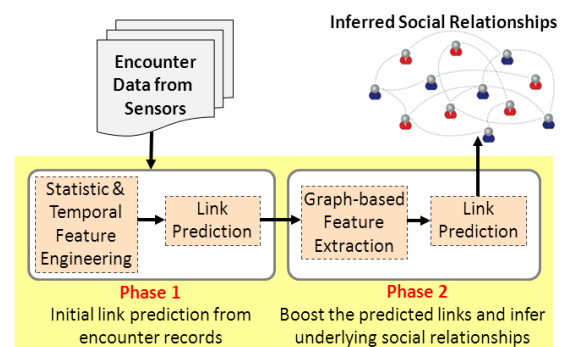 Encounter
Data from
Sensors
Inferred Social Relationships
Statistic &
Temporal
Feature
Engineering
Link
Prediction
Graph-based
Feature
Extraction
Link
Prediction
Phase 1
Initial link prediction from
encounter records
Phase 2
Boost the predicted links and infer
underlying social relationships